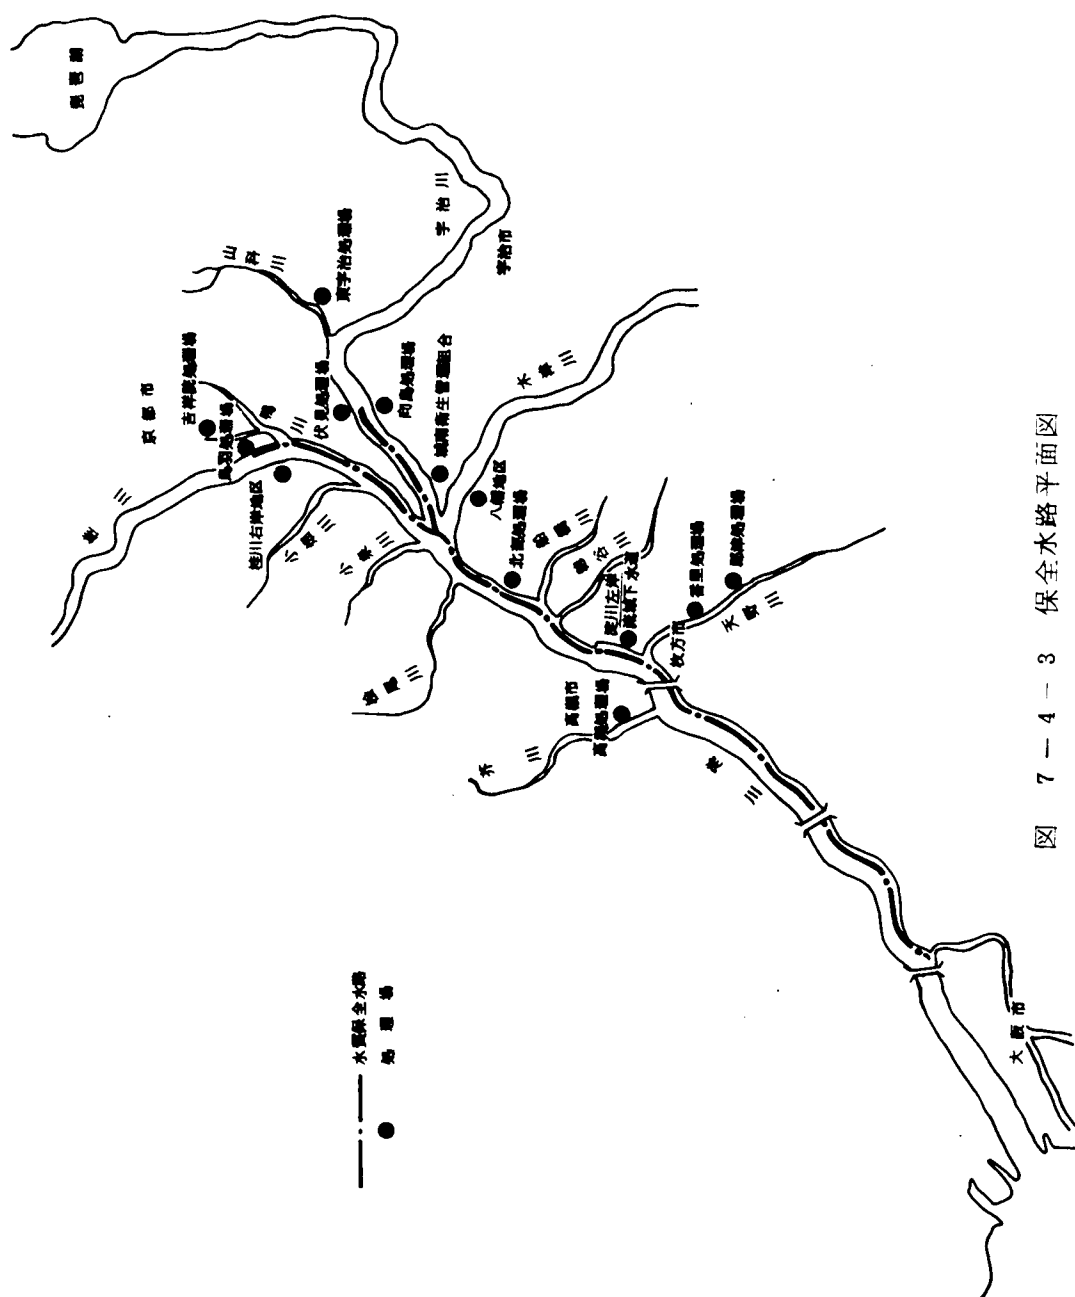 琵琶湖
宇治川
宇治市
山科川
東宇治処理場
京都市
吉祥院処理場
鳥羽処理場
鴨川
伏見処理場
向島処理場
城南衛生管理組合
木津川
桂川
桂川右岸地区
小畑川
小泉川
八幡地区
北部処理場
船橋川
穂谷川
淀川左岸
流域下水道
香里処理場
天野川
枚方市
桧尾川
高槻市
高槻処理場
芥川
淀川
大阪市
水質保全水路
処理場
図 7－4－3 保全水路平面図